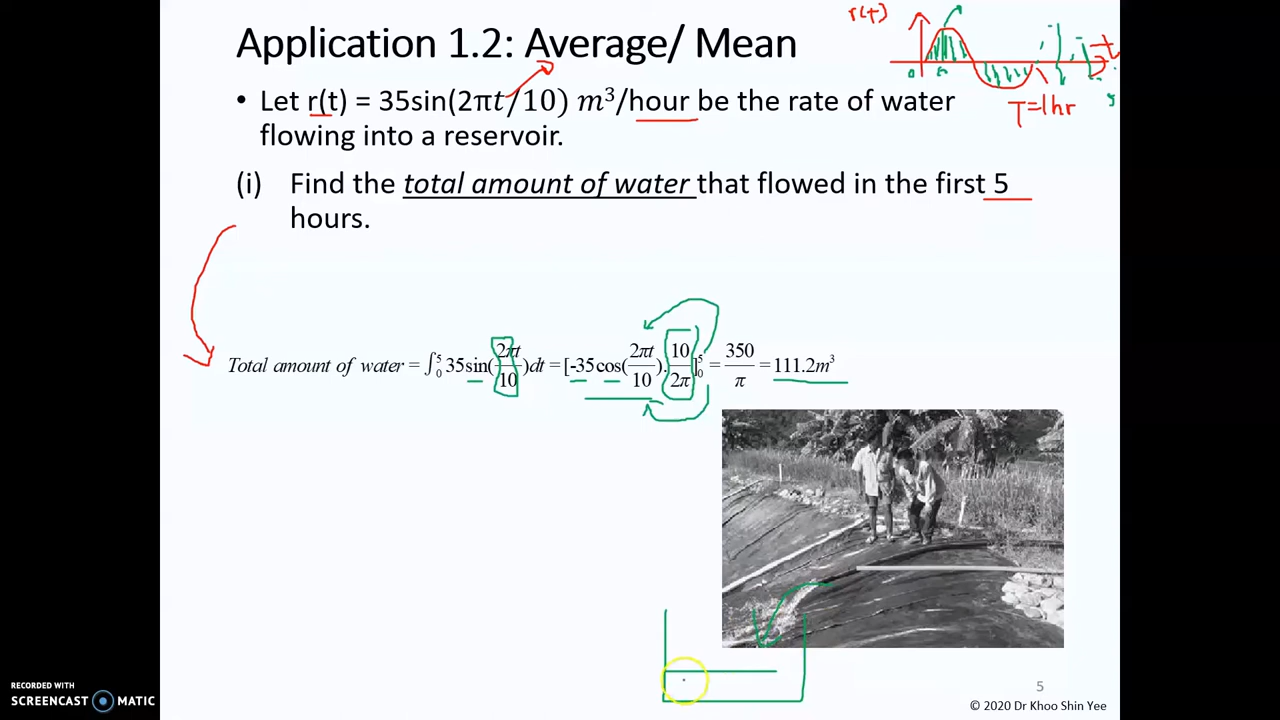 Application 1.2: Average/ Mean
r(t)
T=1hr
• Let r(t) = 35sin(2πt/10) m³/hour be the rate of water
flowing into a reservoir.
(i) Find the total amount of water that flowed in the first 5
hours.
Total amount of water = ∫₀⁵ 35sin(2πt/10)dt = [-35cos(2πt/10).10/2π]₀⁵ = 350/π = 111.2m³
5
RECORDED WITH
SCREENCAST MATIC
© 2020 Dr Khoo Shin Yee